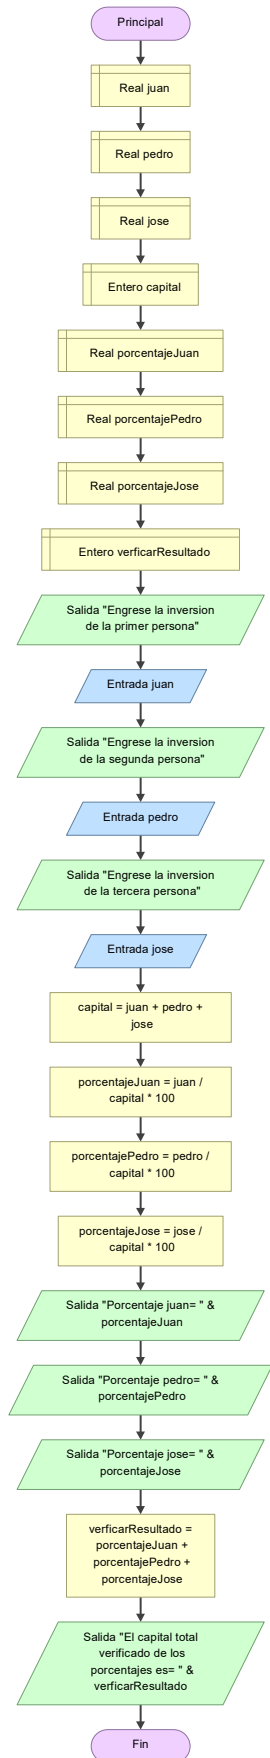 Principal
Real juan
Real pedro
Real jose
Entero capital
Real porcentajeJuan
Real porcentajePedro
Real porcentajeJose
Entero verficarResultado
Salida "Engrese la inversion
de la primer persona"
Entrada juan
Salida "Engrese la inversion
de la segunda persona"
Entrada pedro
Salida "Engrese la inversion
de la tercera persona"
Entrada jose
capital = juan + pedro +
jose
porcentajeJuan = juan /
capital * 100
porcentajePedro = pedro /
capital * 100
porcentajeJose = jose /
capital * 100
Salida "Porcentaje juan= " &
porcentajeJuan
Salida "Porcentaje pedro= " &
porcentajePedro
Salida "Porcentaje jose= " &
porcentajeJose
verficarResultado =
porcentajeJuan +
porcentajePedro +
porcentajeJose
Salida "El capital total
verificado de los
porcentajes es= " &
verficarResultado
Fin